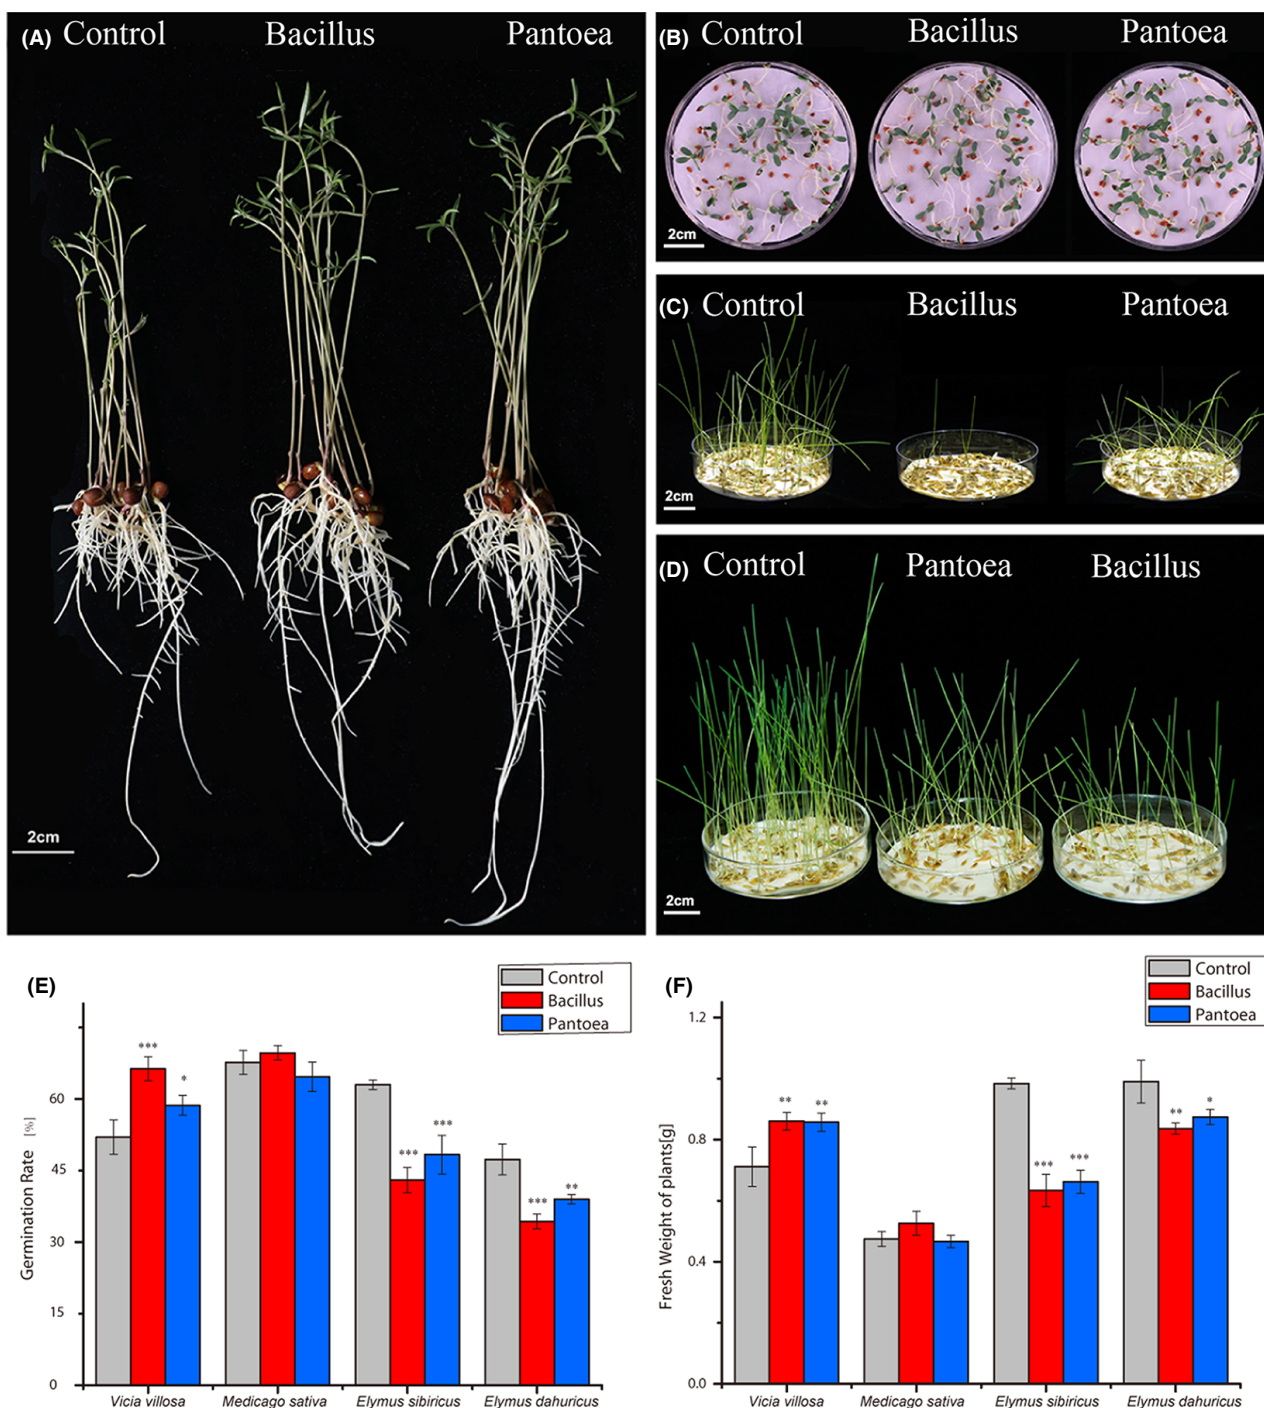 (A) Control Bacillus Pantoea
2cm
(B) Control Bacillus Pantoea
2cm
(C) Control Bacillus Pantoea
2cm
(D) Control Pantoea Bacillus
2cm
(E)
Control
Bacillus
Pantoea
Germination Rate [%]
60
45
30
15
0
***
*
***
***
***
**
Vicia villosa Medicago sativa Elymus sibiricus Elymus dahuricus
(F)
Control
Bacillus
Pantoea
Fresh Weight of plants[g]
1.2
0.8
0.4
0.0
**
**
***
***
**
*
Vicia villosa Medicago sativa Elymus sibiricus Elymus dahuricus